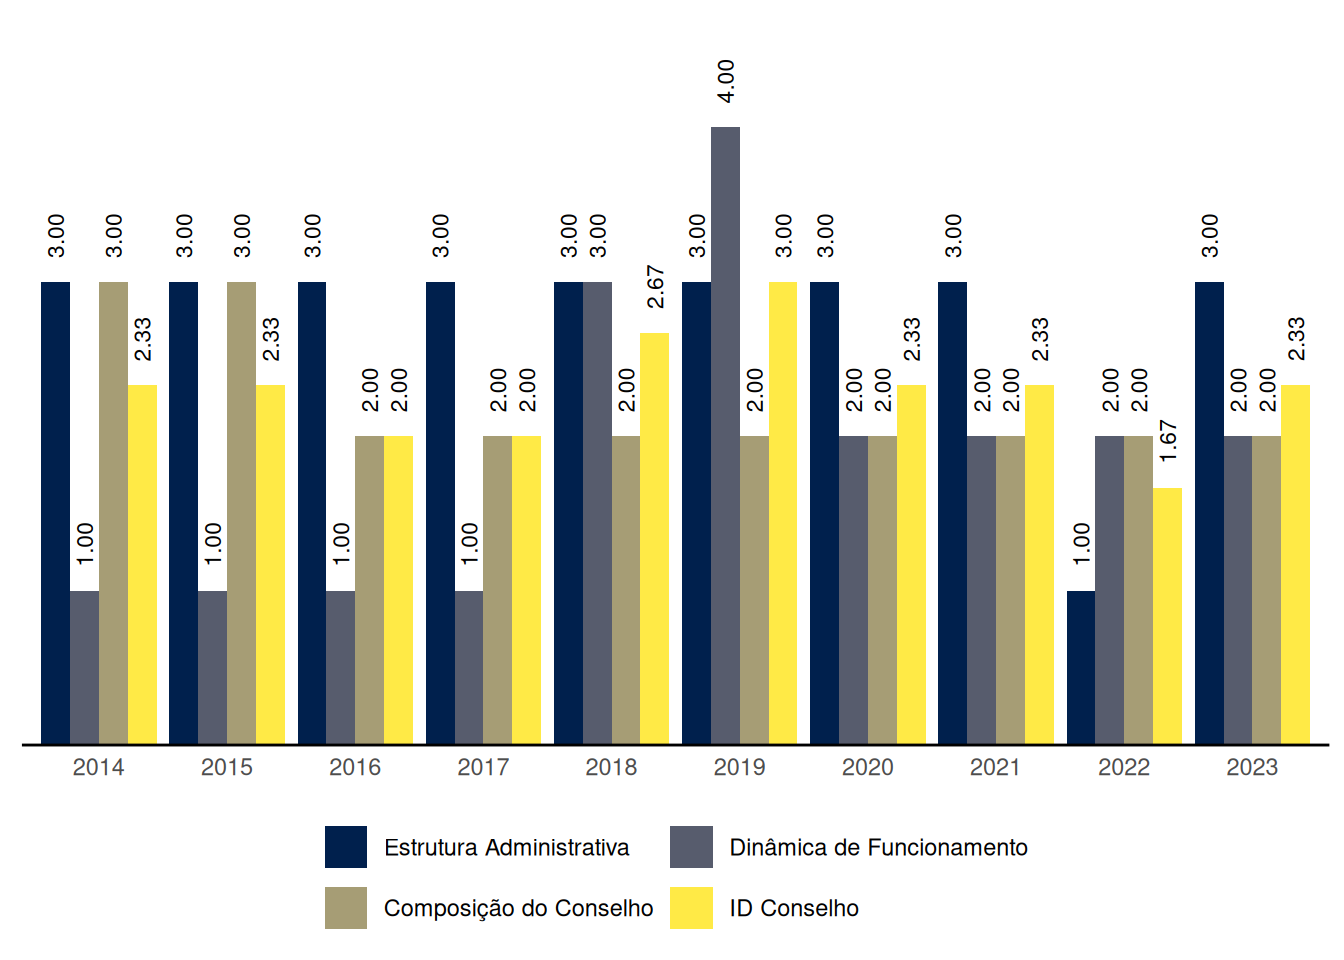 4.00
3.00 3.00 3.00 3.00 3.00 3.00 3.00 3.00 3.00 3.00 3.00 3.00 3.00
2.67
2.33 2.33 2.33 2.33 2.33
2.00 2.00 2.00 2.00 2.00 2.00 2.00 2.00 2.00 2.00 2.00 2.00 2.00 2.00
1.67
1.00 1.00 1.00 1.00 1.00
2014 2015 2016 2017 2018 2019 2020 2021 2022 2023
Estrutura Administrativa Dinâmica de Funcionamento
Composição do Conselho ID Conselho